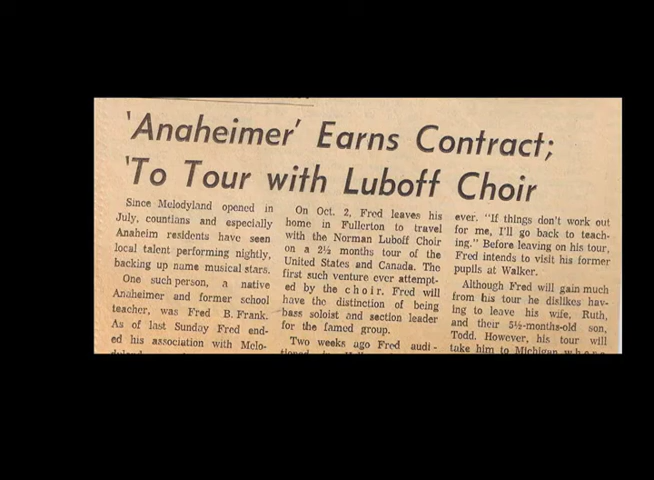 'Anaheimer' Earns Contract;
'To Tour with Luboff Choir
Since Melodyland opened in
July, countians and especially
Anaheim residents have seen
local talent performing nightly,
backing up name musical stars.
One such person, a native
Anaheimer and former school
teacher, was Fred B. Frank.
As of last Sunday Fred end-
ed his association with Melo-
On Oct. 2, Fred leaves his
home in Fullerton to travel
with the Norman Luboff Choir
on a 2½ months tour of the
United States and Canada. The
first such venture ever attempt-
ed by the choir. Fred will
have the distinction of being
bass soloist and section leader
for the famed group.
Two weeks ago Fred audi-
ever. "If things don't work out
for me, I'll go back to teach-
ing." Before leaving on his tour,
Fred intends to visit his former
pupils at Walker.
Although Fred will gain much
from his tour he dislikes hav-
ing to leave his wife, Ruth,
and their 5½-months-old son,
Todd. However, his tour will
take him to Michigan where